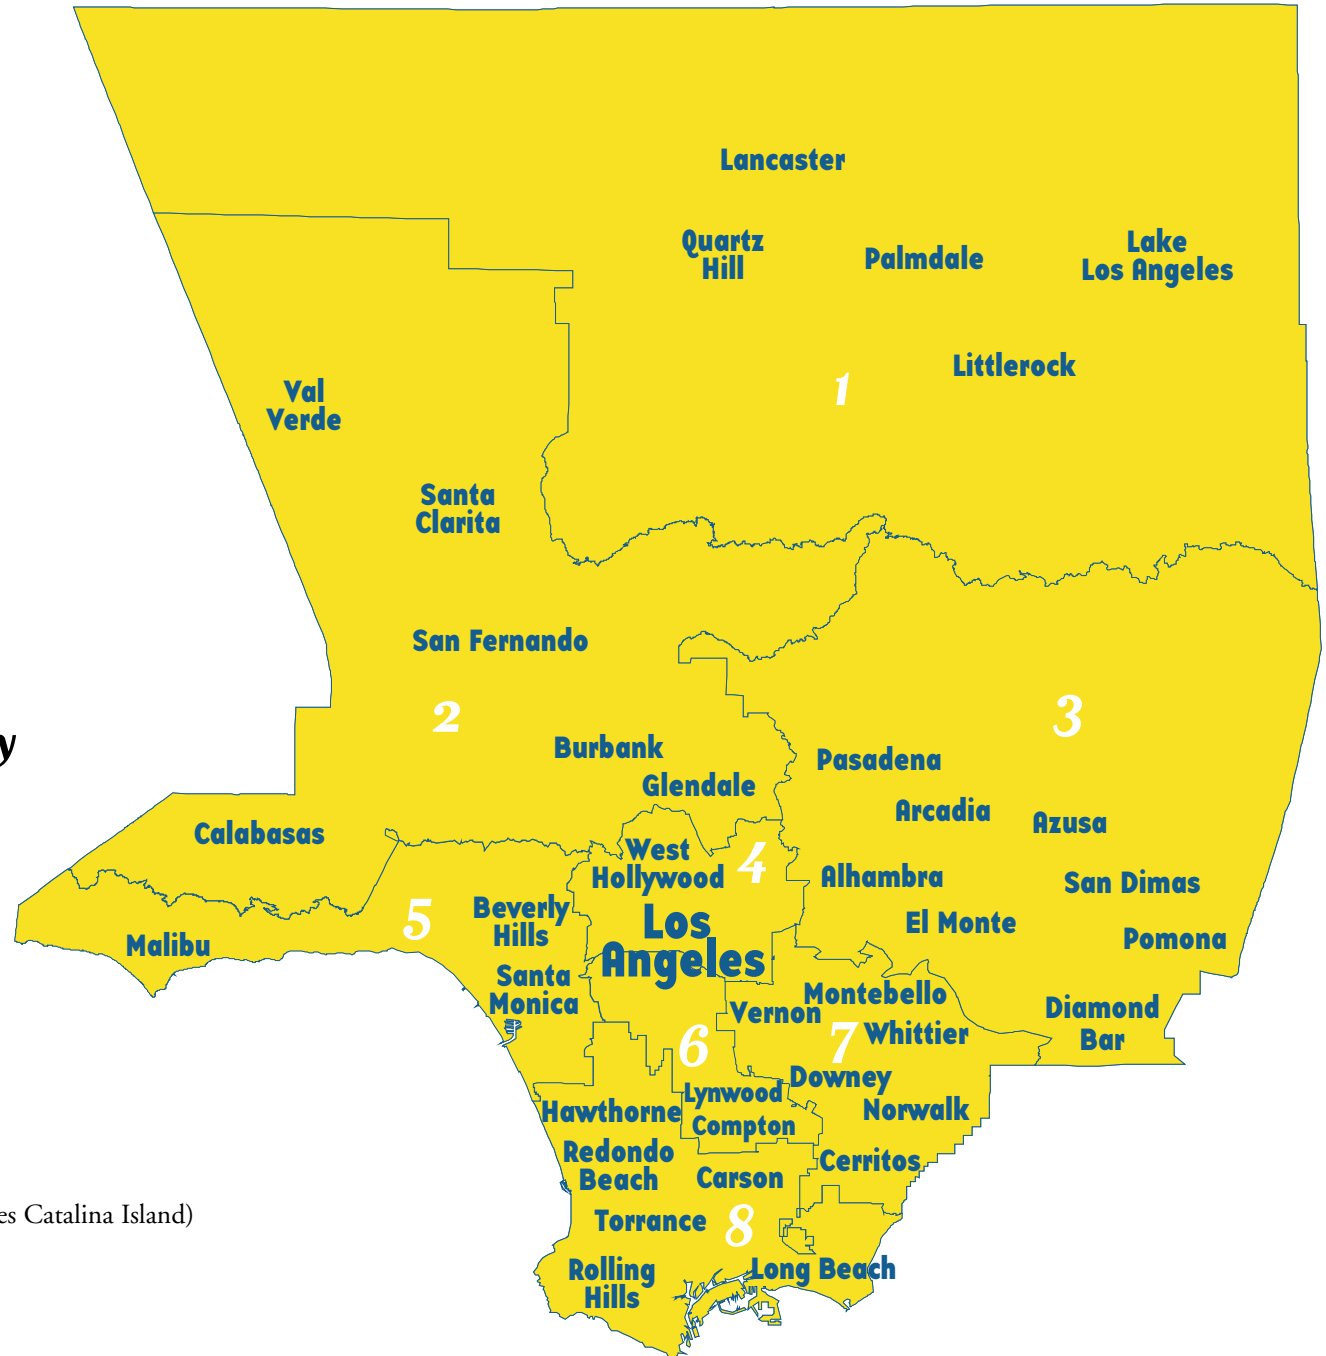 Lancaster
Quartz
Hill
Palmdale
Lake
Los Angeles
Littlerock
1
Val
Verde
Santa
Clarita
San Fernando
2
3
y
Burbank
Glendale
Pasadena
Arcadia
Azusa
Calabasas
West
Hollywood
4
Alhambra
San Dimas
Beverly
Hills
5
Los
Angeles
El Monte
Pomona
Malibu
Santa
Monica
Montebello
Vernon
Diamond
Bar
6
7
Whittier
Downey
Lynwood
Norwalk
Hawthorne
Compton
Redondo
Beach
Cerritos
Carson
es Catalina Island)
Torrance
8
Rolling
Hills
Long Beach